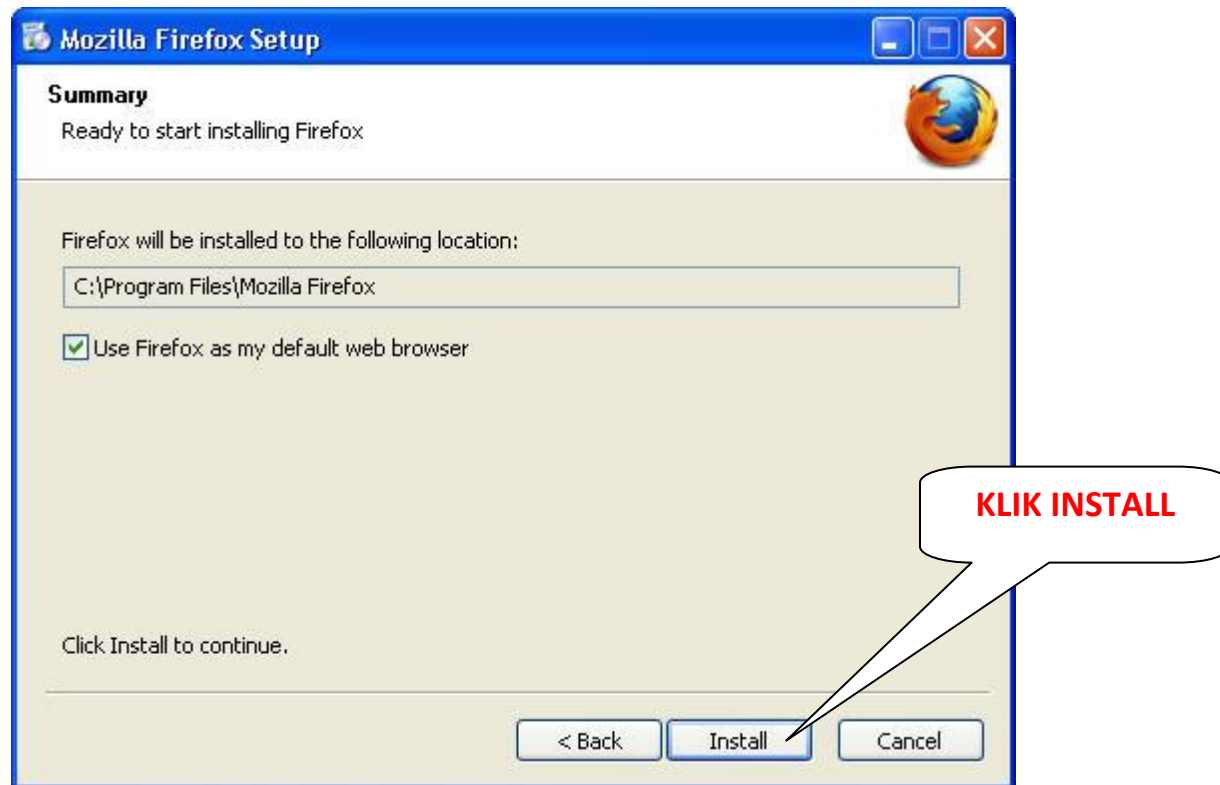 Mozilla Firefox Setup
Summary
Ready to start installing Firefox
Firefox will be installed to the following location:
C:\Program Files\Mozilla Firefox
Use Firefox as my default web browser
KLIK INSTALL
Click Install to continue.
< Back Install Cancel